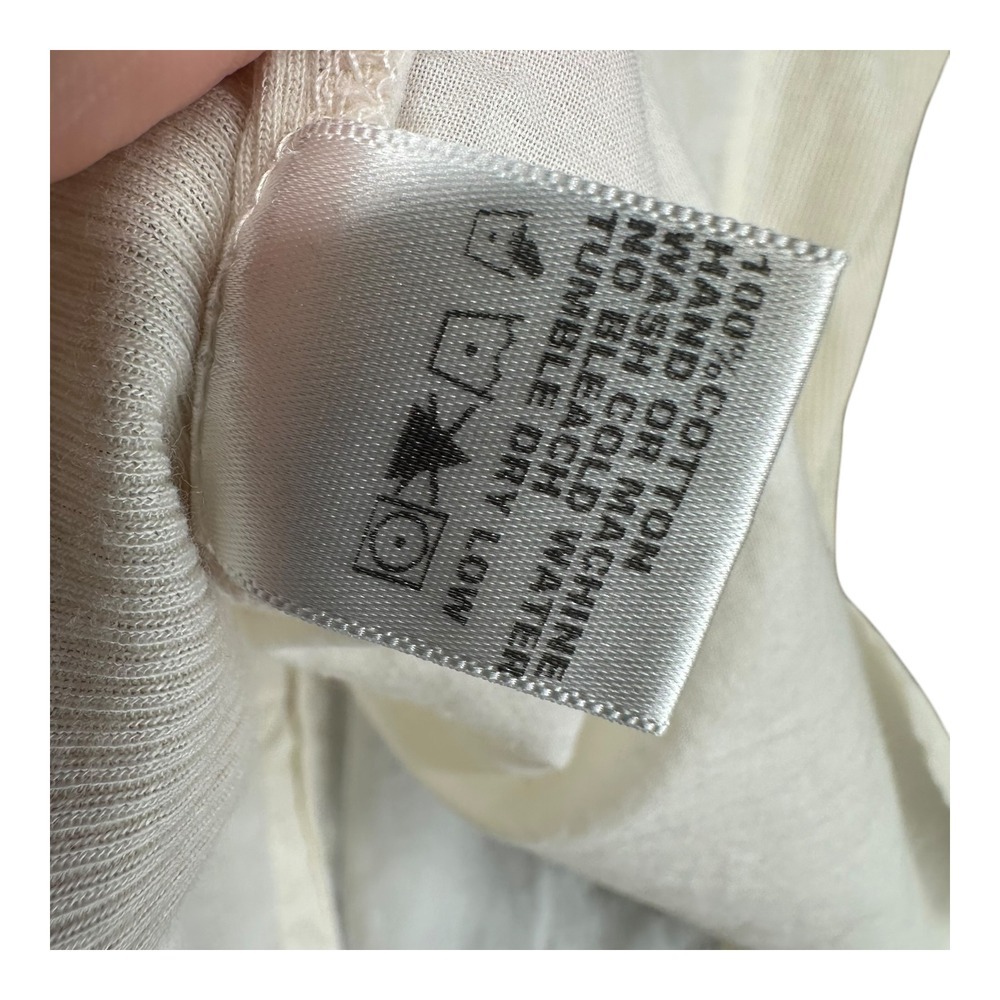 100% COTTON
HAND OR MACHINE
WASH COLD WATER
NO BLEACH
TUMBLE DRY LOW